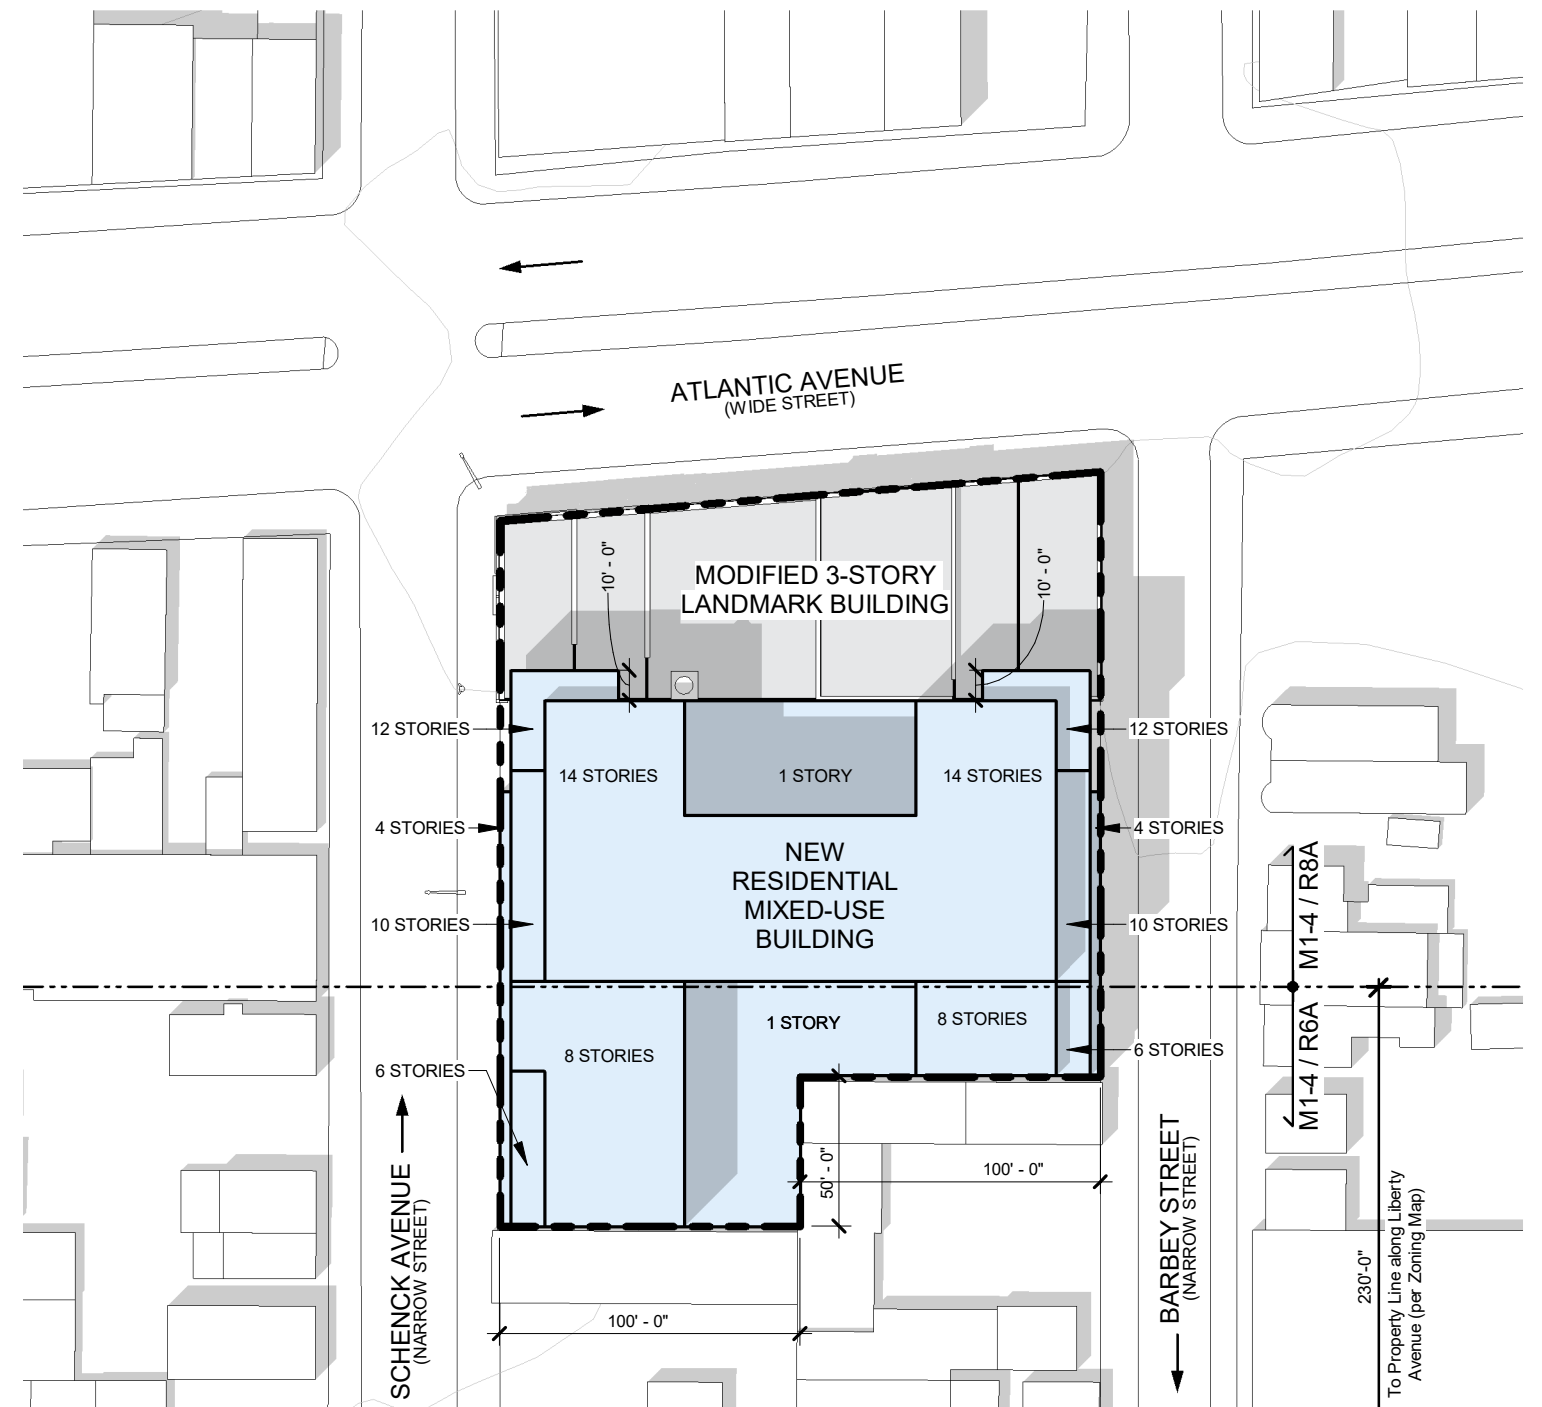 ATLANTIC AVENUE
(WIDE STREET)
10' - 0"
MODIFIED 3-STORY
LANDMARK BUILDING
10' - 0"
12 STORIES
12 STORIES
14 STORIES
1 STORY
14 STORIES
4 STORIES
4 STORIES
NEW
RESIDENTIAL
MIXED-USE
BUILDING
10 STORIES
10 STORIES
M1-4 / R8A
M1-4 / R6A
1 STORY
8 STORIES
8 STORIES
6 STORIES
6 STORIES
SCHENCK AVENUE
(NARROW STREET)
50' - 0"
100' - 0"
BARBEY STREET
(NARROW STREET)
230'-0"
To Property Line along Liberty
Avenue (per Zoning Map)
100' - 0"